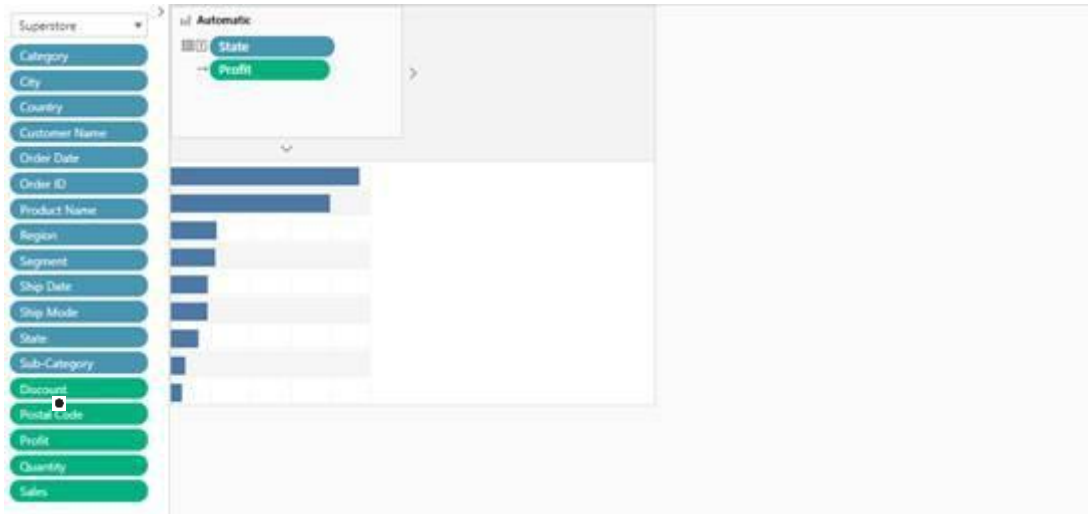 Superstore
Category
City
Country
Customer Name
Order Date
Order ID
Product Name
Region
Segment
Ship Date
Ship Mode
State
Sub-Category
Discount
Postal Code
Profit
Quantity
Sales
Automatic
State
Profit